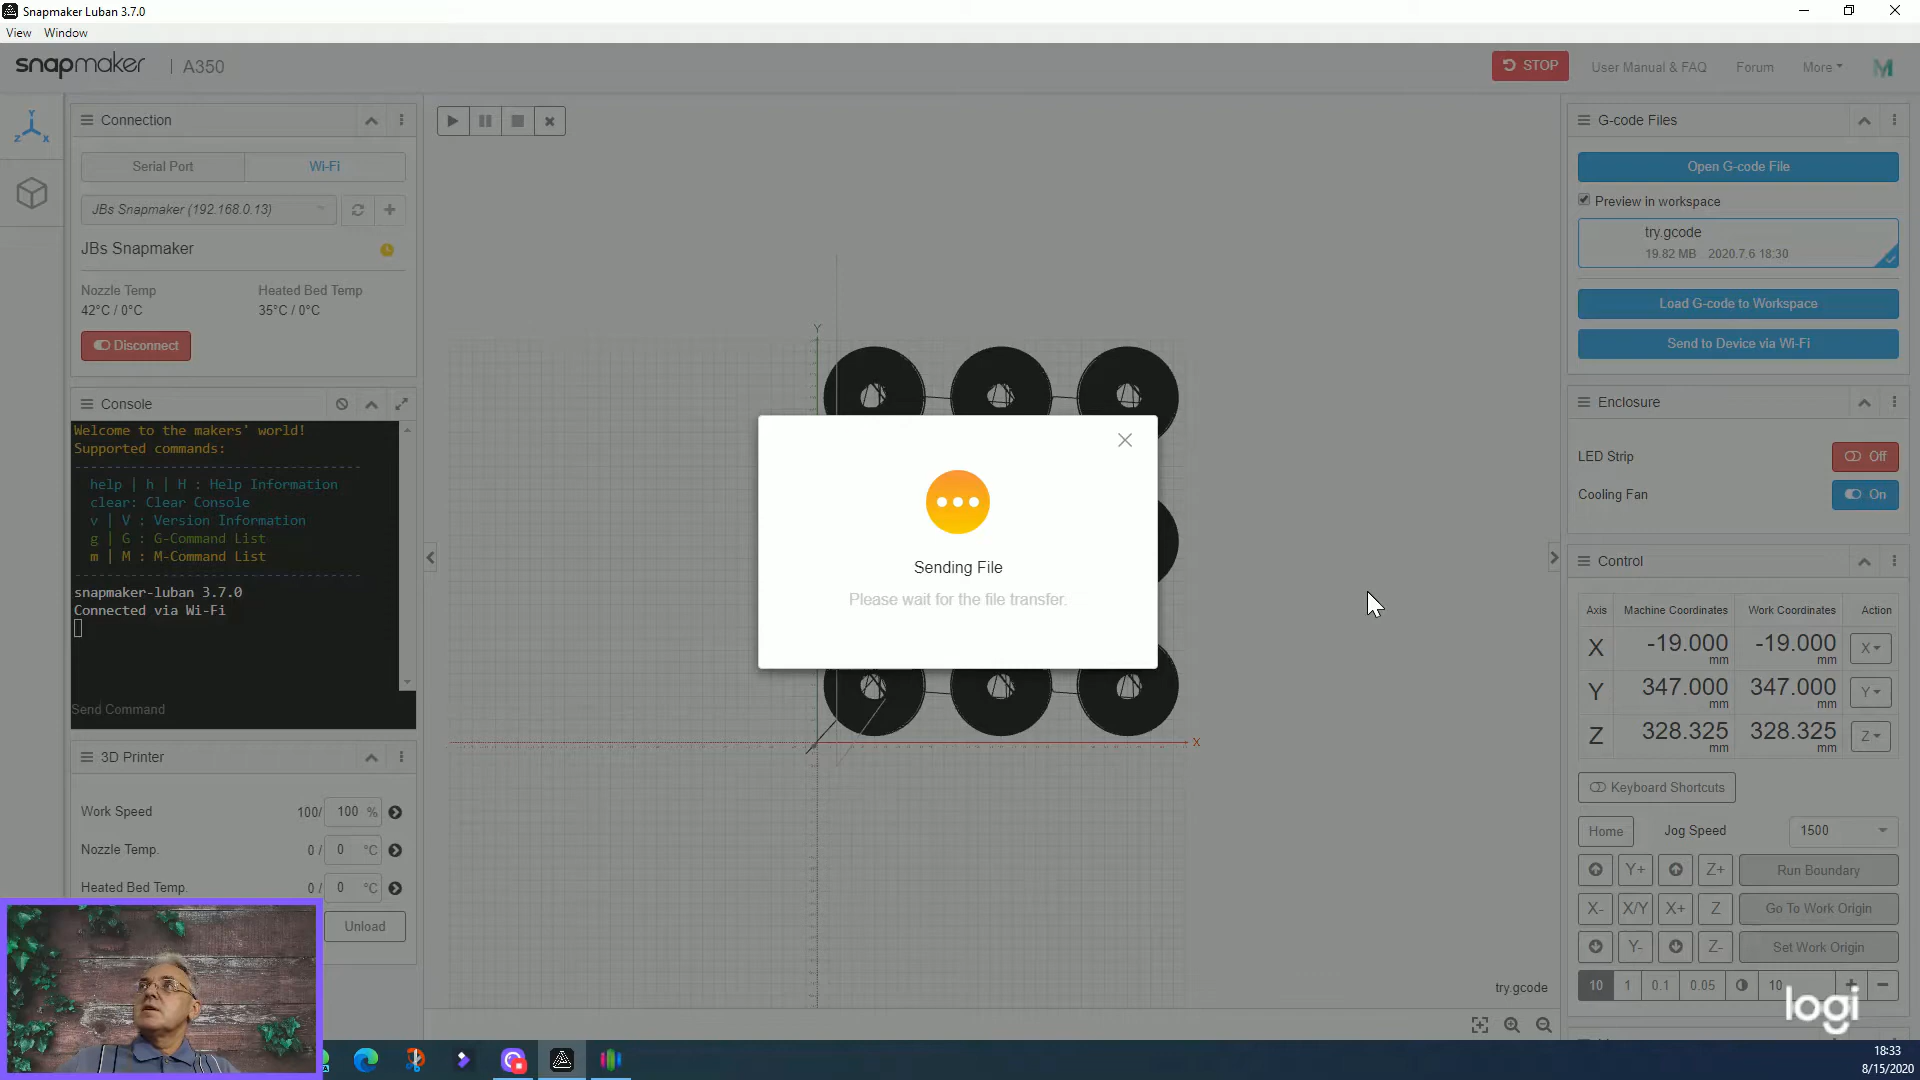 Snapmaker Luban 3.7.0
View Window
snapmaker | A350
STOP
User Manual & FAQ
Forum
More
Connection
Serial Port
Wi-Fi
JBs Snapmaker (192.168.0.13)
JBs Snapmaker
Nozzle Temp
Heated Bed Temp
42°C / 0°C
35°C / 0°C
Disconnect
Console
Welcome to the makers' world!
Supported commands:
------------------------------------
help | h | H : Help Information
clear: Clear Console
v | V : Version Information
g | G : G-Command List
m | M : M-Command List
------------------------------------
snapmaker-luban 3.7.0
Connected via Wi-Fi
Send Command
3D Printer
Work Speed 100/ 100 %
Nozzle Temp. 0 / 0 °C
Heated Bed Temp. 0 / 0 °C
Unload
Y
X
Sending File
Please wait for the file transfer.
try.gcode
G-code Files
Open G-code File
Preview in workspace
try.gcode
19.82 MB 2020.7.6 18:30
Load G-code to Workspace
Send to Device via Wi-Fi
Enclosure
LED Strip Off
Cooling Fan On
Control
Axis Machine Coordinates Work Coordinates Action
X -19.000 mm -19.000 mm X
Y 347.000 mm 347.000 mm Y
Z 328.325 mm 328.325 mm Z
Keyboard Shortcuts
Home Jog Speed 1500
Y+ Z+ Run Boundary
X- X/Y X+ Z Go To Work Origin
Y- Z- Set Work Origin
10 1 0.1 0.05 10
logi
18:33
8/15/2020